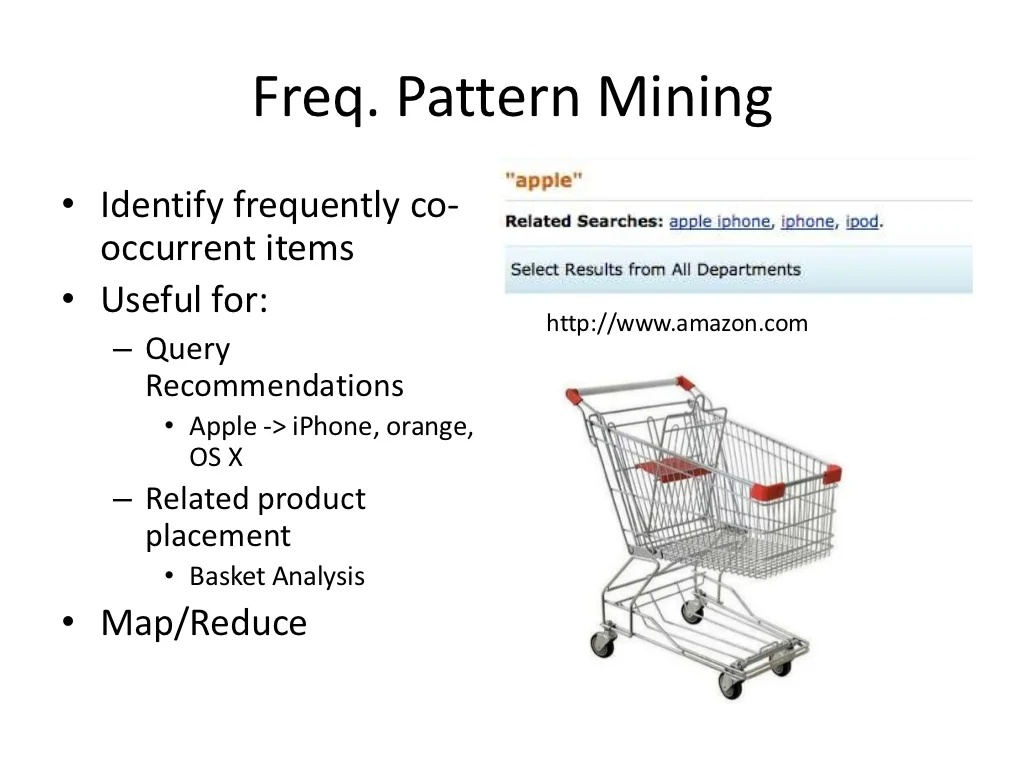 Freq. Pattern Mining
• Identify frequently co-
occurrent items
• Useful for:
– Query
Recommendations
• Apple -> iPhone, orange,
OS X
– Related product
placement
• Basket Analysis
• Map/Reduce
"apple"
Related Searches: apple iphone, iphone, ipod.
Select Results from All Departments
http://www.amazon.com